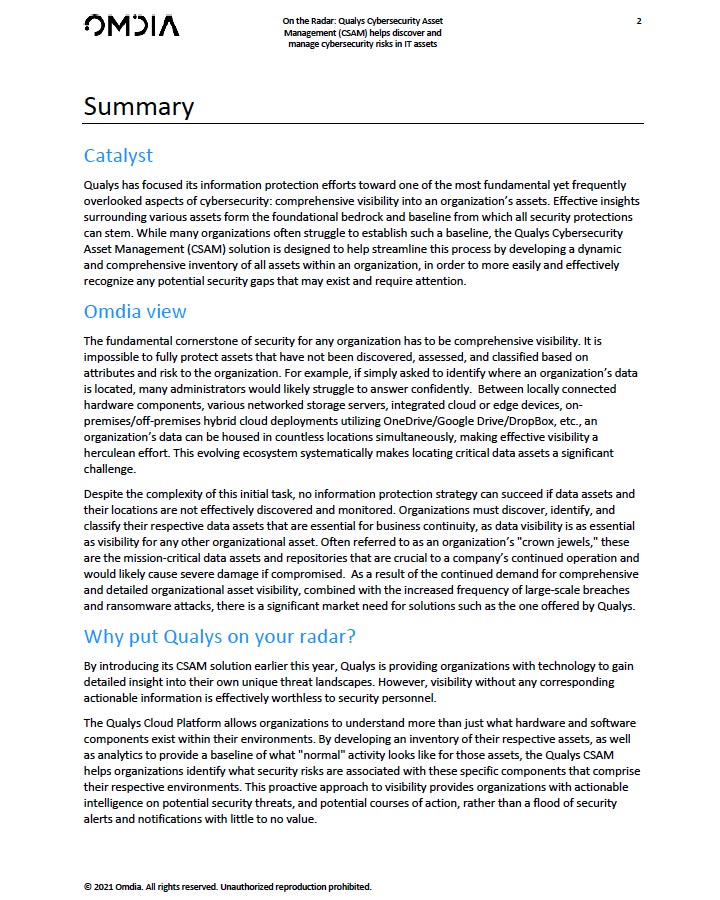 OMDIA
On the Radar: Qualys Cybersecurity Asset
Management (CSAM) helps discover and
manage cybersecurity risks in IT assets
2
Summary
Catalyst
Qualys has focused its information protection efforts toward one of the most fundamental yet frequently
overlooked aspects of cybersecurity: comprehensive visibility into an organization’s assets. Effective insights
surrounding various assets form the foundational bedrock and baseline from which all security protections
can stem. While many organizations often struggle to establish such a baseline, the Qualys Cybersecurity
Asset Management (CSAM) solution is designed to help streamline this process by developing a dynamic
and comprehensive inventory of all assets within an organization, in order to more easily and effectively
recognize any potential security gaps that may exist and require attention.
Omdia view
The fundamental cornerstone of security for any organization has to be comprehensive visibility. It is
impossible to fully protect assets that have not been discovered, assessed, and classified based on
attributes and risk to the organization. For example, if simply asked to identify where an organization’s data
is located, many administrators would likely struggle to answer confidently. Between locally connected
hardware components, various networked storage servers, integrated cloud or edge devices, on-
premises/off-premises hybrid cloud deployments utilizing OneDrive/Google Drive/DropBox, etc., an
organization’s data can be housed in countless locations simultaneously, making effective visibility a
herculean effort. This evolving ecosystem systematically makes locating critical data assets a significant
challenge.
Despite the complexity of this initial task, no information protection strategy can succeed if data assets and
their locations are not effectively discovered and monitored. Organizations must discover, identify, and
classify their respective data assets that are essential for business continuity, as data visibility is as essential
as visibility for any other organizational asset. Often referred to as an organization’s "crown jewels," these
are the mission-critical data assets and repositories that are crucial to a company’s continued operation and
would likely cause severe damage if compromised. As a result of the continued demand for comprehensive
and detailed organizational asset visibility, combined with the increased frequency of large-scale breaches
and ransomware attacks, there is a significant market need for solutions such as the one offered by Qualys.
Why put Qualys on your radar?
By introducing its CSAM solution earlier this year, Qualys is providing organizations with technology to gain
detailed insight into their own unique threat landscapes. However, visibility without any corresponding
actionable information is effectively worthless to security personnel.
The Qualys Cloud Platform allows organizations to understand more than just what hardware and software
components exist within their environments. By developing an inventory of their respective assets, as well
as analytics to provide a baseline of what "normal" activity looks like for those assets, the Qualys CSAM
helps organizations identify what security risks are associated with these specific components that comprise
their respective environments. This proactive approach to visibility provides organizations with actionable
intelligence on potential security threats, and potential courses of action, rather than a flood of security
alerts and notifications with little to no value.
© 2021 Omdia. All rights reserved. Unauthorized reproduction prohibited.